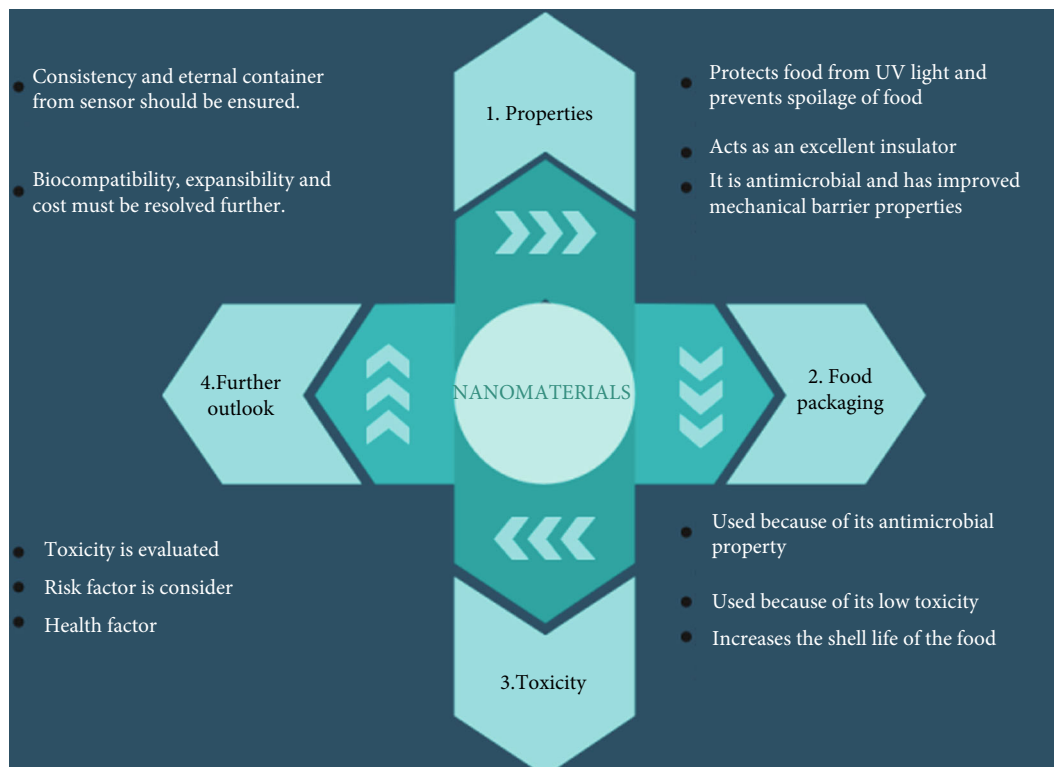 Consistency and eternal container
from sensor should be ensured.
Biocompatibility, expansibility and
cost must be resolved further.
1. Properties
Protects food from UV light and
prevents spoilage of food
Acts as an excellent insulator
It is antimicrobial and has improved
mechanical barrier properties
4.Further
outlook
NANOMATERIALS
2. Food
packaging
Toxicity is evaluated
Risk factor is consider
Health factor
3.Toxicity
Used because of its antimicrobial
property
Used because of its low toxicity
Increases the shell life of the food